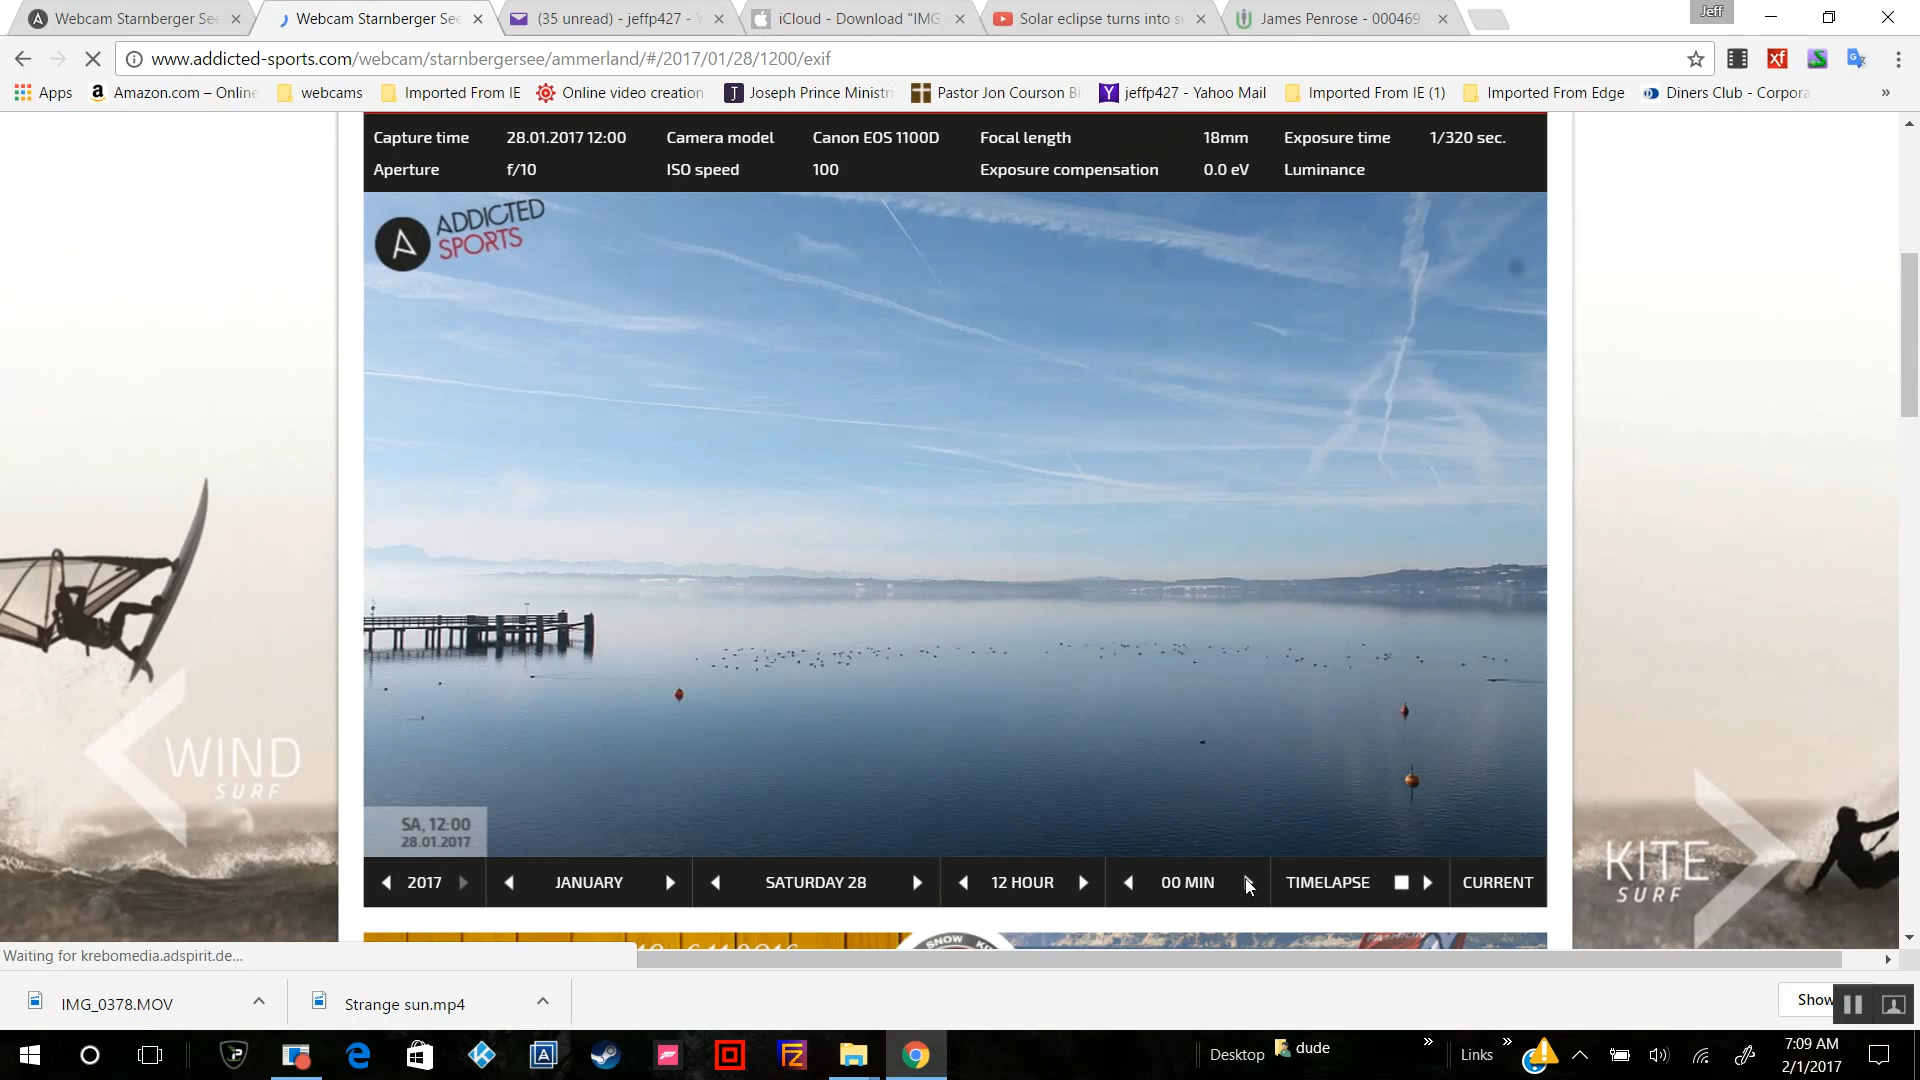 Webcam Starnberger See
Webcam Starnberger See
(35 unread) - jeffp427 - Y
iCloud - Download "IMG
Solar eclipse turns into s
James Penrose - 000469
Jeff
www.addicted-sports.com/webcam/starnbergersee/ammerland/#/2017/01/28/1200/exif
Apps
Amazon.com – Online
webcams
Imported From IE
Online video creation
Joseph Prince Ministr
Pastor Jon Courson Bi
jeffp427 - Yahoo Mail
Imported From IE (1)
Imported From Edge
Diners Club - Corpora
»
Capture time 28.01.2017 12:00 Camera model Canon EOS 1100D Focal length 18mm Exposure time 1/320 sec.
Aperture f/10 ISO speed 100 Exposure compensation 0.0 eV Luminance
ADDICTED
SPORTS
WIND
SURF
KITE
SURF
SA, 12:00
28.01.2017
2017 JANUARY SATURDAY 28 12 HOUR 00 MIN TIMELAPSE CURRENT
SNOW
Waiting for krebomedia.adspirit.de...
IMG_0378.MOV
Strange sun.mp4
Show
Desktop
dude
»
Links
»
7:09 AM
2/1/2017